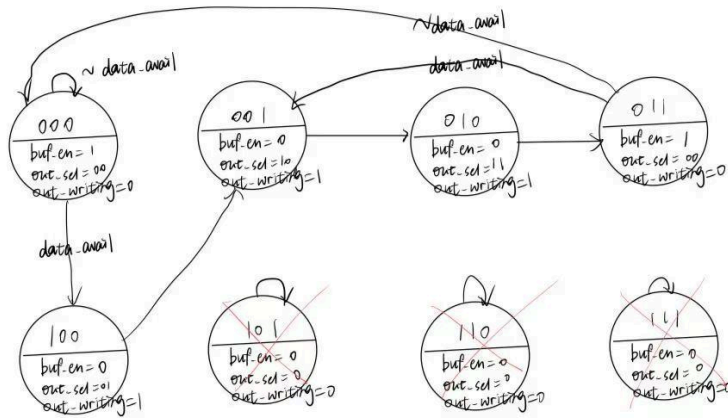 ~data_avail
~ data_avail
data_avail
000
buf_en = 1
out_sel = 00
out_writing=0
001
buf_en = 0
out_sel = 10
out_writing=1
010
buf_en = 0
out_sel = 11
out_writing=1
011
buf_en = 1
out_sel = 00
out_writing=0
data_avail
100
buf_en = 0
out_sel = 01
out_writing=1
101
buf_en = 0
out_sel = 0
out_writing=0
110
buf_en = 0
out_sel = 0
out_writing=0
111
buf_en = 0
out_sel = 0
out_writing=0